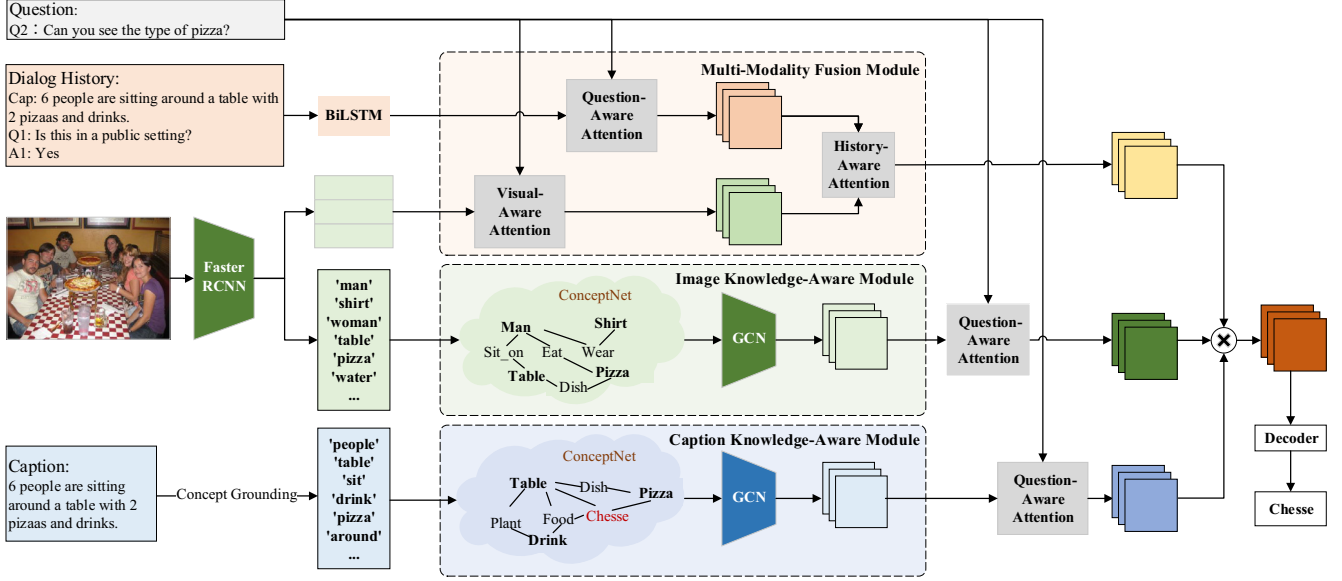 Question:
Q2：Can you see the type of pizza?
Dialog History:
Cap: 6 people are sitting around a table with
2 pizaas and drinks.
Q1: Is this in a public setting?
A1: Yes
BiLSTM
Multi-Modality Fusion Module
Question-
Aware
Attention
History-
Aware
Attention
Visual-
Aware
Attention
Faster
RCNN
'man'
'shirt'
'woman'
'table'
'pizza'
'water'
...
Image Knowledge-Aware Module
ConceptNet
Man
Shirt
Sit_on
Eat
Wear
Table
Pizza
Dish
GCN
Question-
Aware
Attention
Caption:
6 people are sitting
around a table with 2
pizaas and drinks.
Concept Grounding
'people'
'table'
'sit'
'drink'
'pizza'
'around'
...
Caption Knowledge-Aware Module
ConceptNet
Table
Dish
Pizza
Plant
Food
Chesse
Drink
GCN
Question-
Aware
Attention
Decoder
Chesse